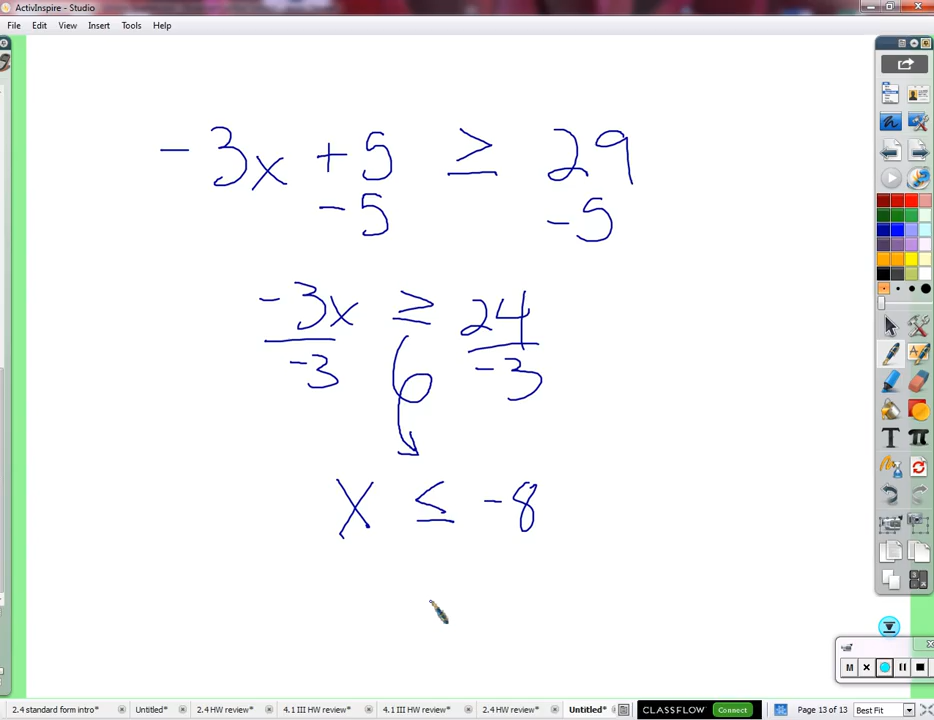 ActivInspire - Studio
File Edit View Insert Tools Help
-3x +5 ≥ 29
-5 -5
-3x ≥ 24
-3 -3
x ≤ -8
2.4 standard form intro* Untitled* 2.4 HW review* 4.1 III HW review* 4.1 III HW review* 2.4 HW review* Untitled* CLASSFLOW Connect Page 13 of 13 Best Fit